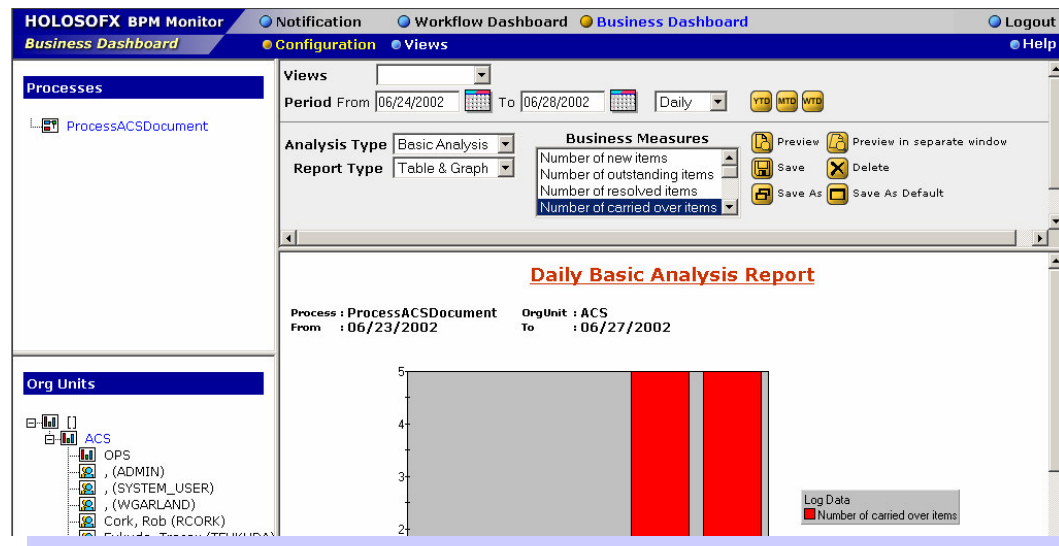 HOLOSOFX BPM Monitor
Notification Workflow Dashboard Business Dashboard Logout
Business Dashboard
Configuration Views Help
Processes
ProcessACSDocument
Views
Period From 06/24/2002 To 06/28/2002 Daily YTD MTD WTD
Analysis Type Basic Analysis
Report Type Table & Graph
Business Measures
Number of new items
Number of outstanding items
Number of resolved items
Number of carried over items
Preview Preview in separate window
Save Delete
Save As Save As Default
Daily Basic Analysis Report
Process : ProcessACSDocument OrgUnit : ACS
From : 06/23/2002 To : 06/27/2002
5
4
3
2
Log Data
Number of carried over items
Org Units
[]
ACS
OPS
, (ADMIN)
, (SYSTEM_USER)
, (WGARLAND)
Cork, Rob (RCORK)